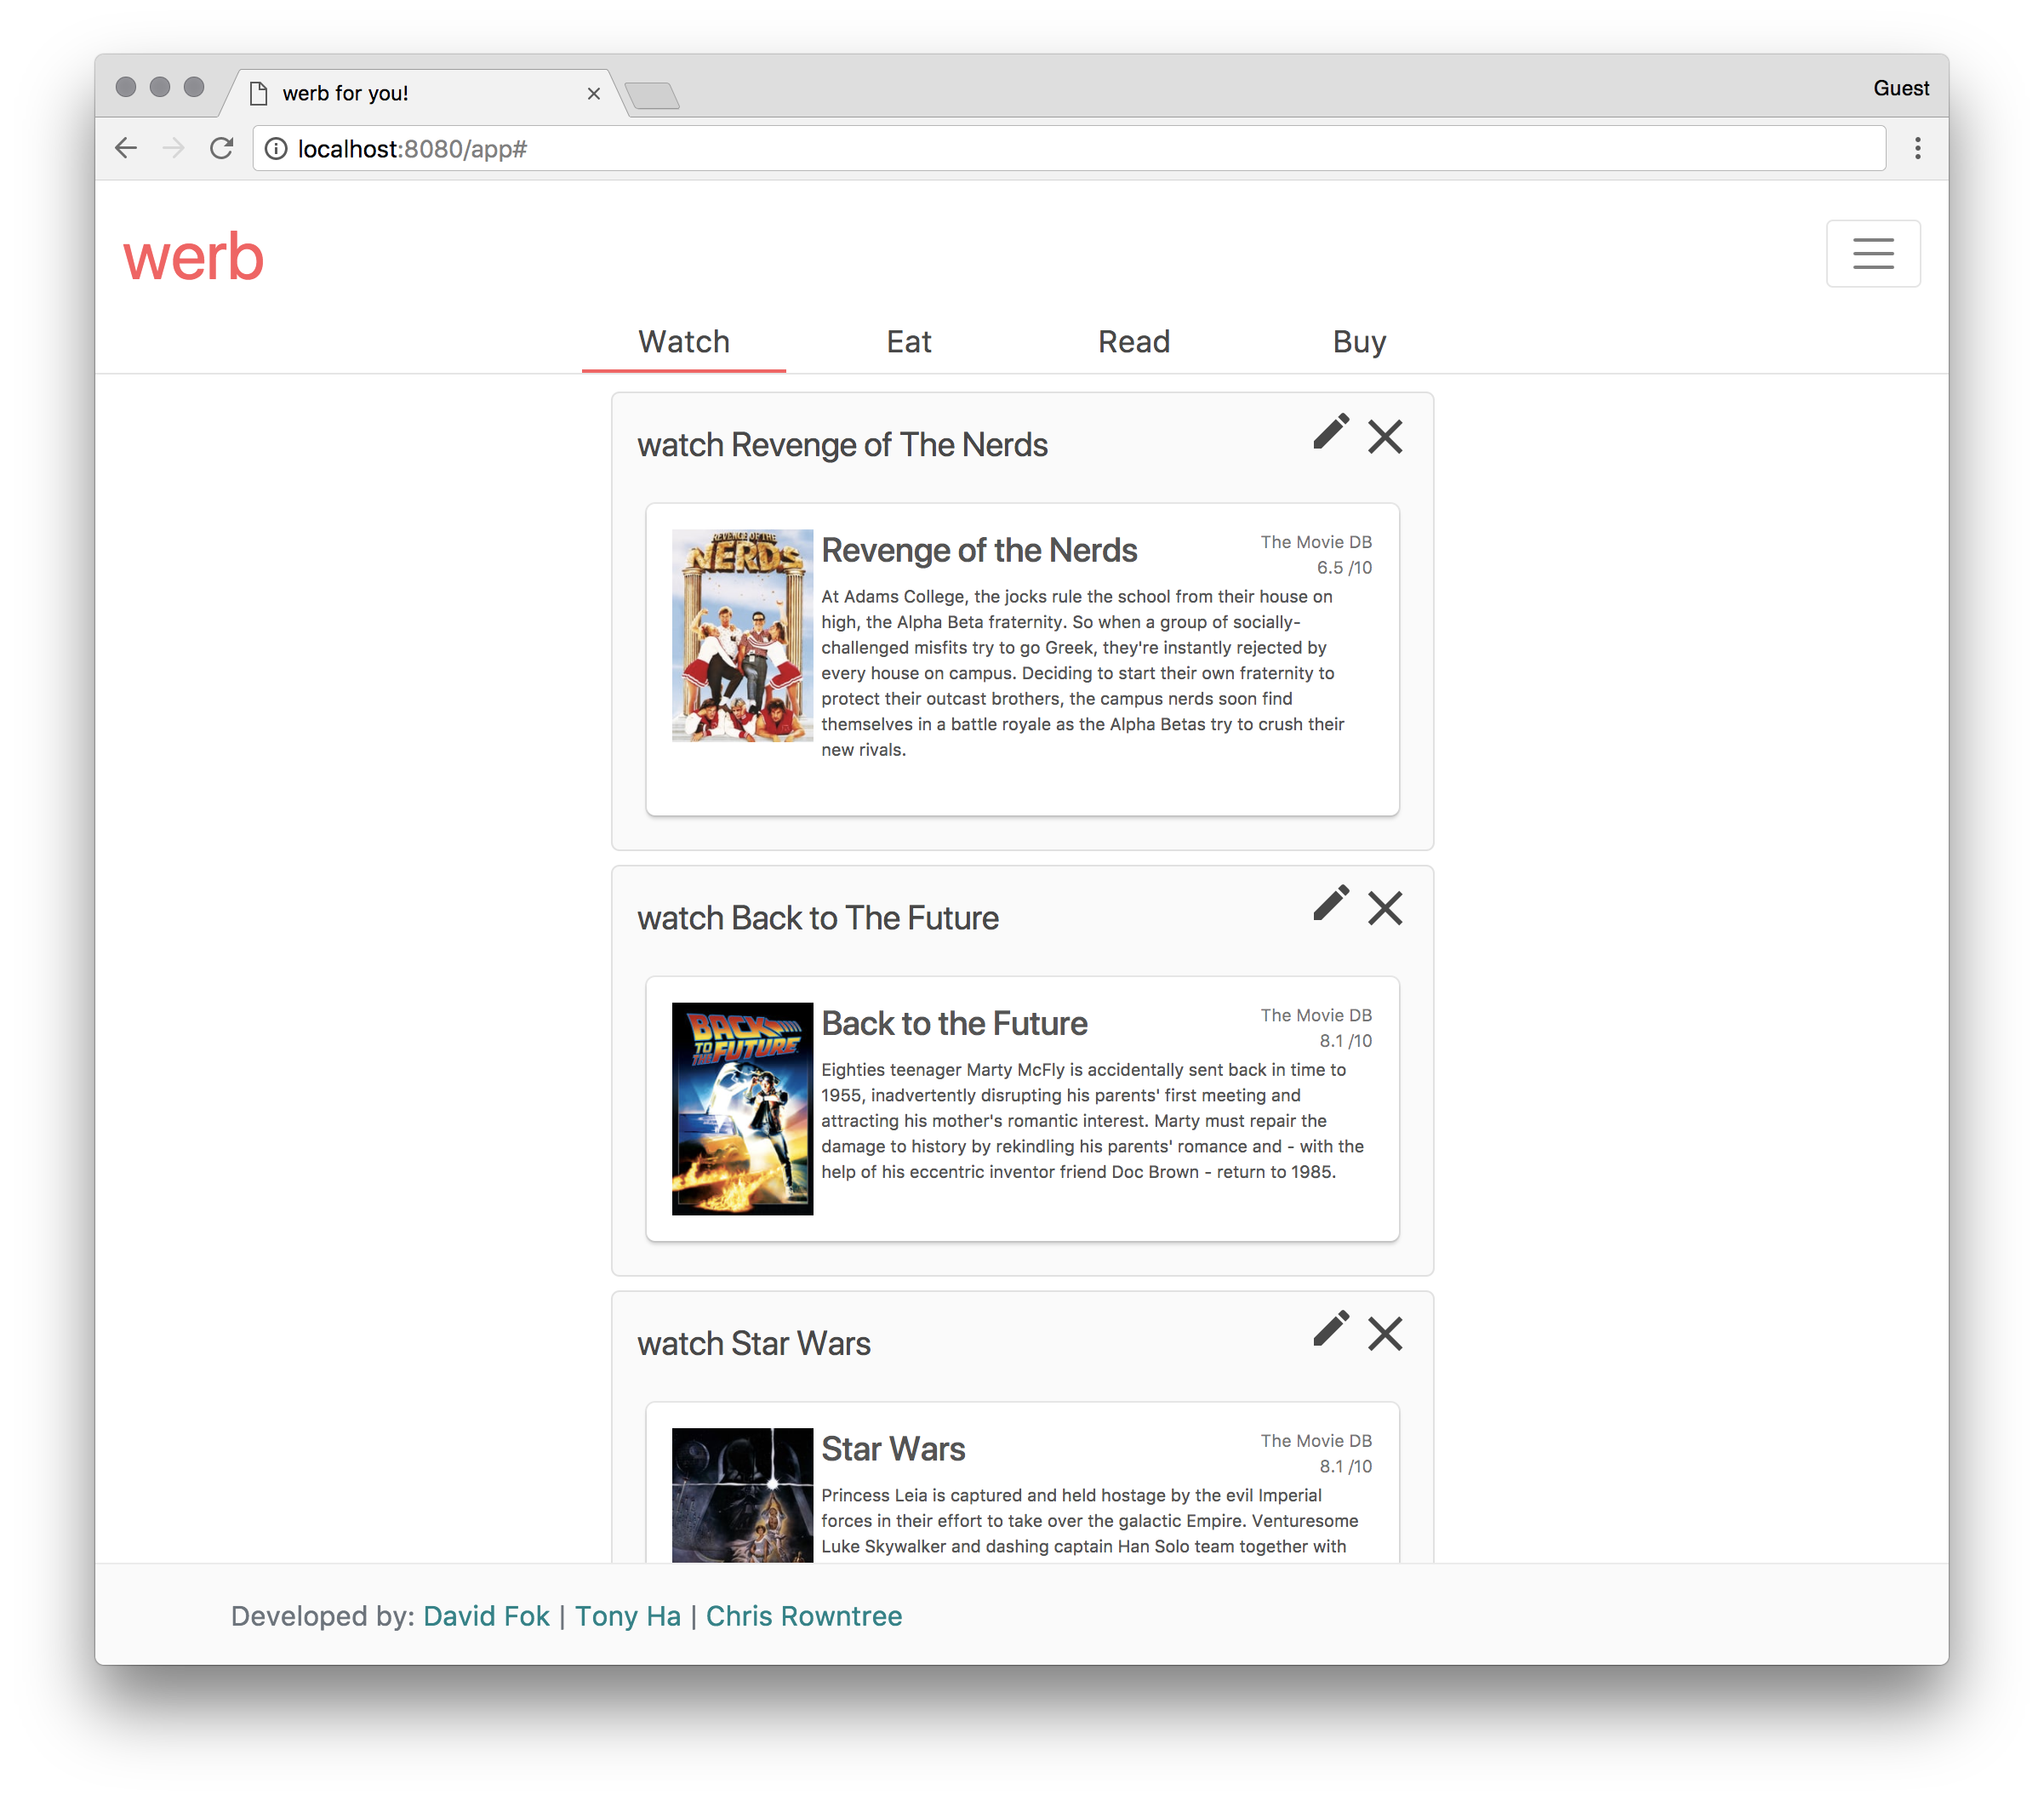 werb for you!
Guest
localhost:8080/app#
werb
Watch Eat Read Buy
watch Revenge of The Nerds
REVENGE OF THE
NERDS
Revenge of the Nerds
The Movie DB
6.5 /10
At Adams College, the jocks rule the school from their house on
high, the Alpha Beta fraternity. So when a group of socially-
challenged misfits try to go Greek, they're instantly rejected by
every house on campus. Deciding to start their own fraternity to
protect their outcast brothers, the campus nerds soon find
themselves in a battle royale as the Alpha Betas try to crush their
new rivals.
watch Back to The Future
BACK
TO
THE FUTURE
Back to the Future
The Movie DB
8.1 /10
Eighties teenager Marty McFly is accidentally sent back in time to
1955, inadvertently disrupting his parents' first meeting and
attracting his mother's romantic interest. Marty must repair the
damage to history by rekindling his parents' romance and - with the
help of his eccentric inventor friend Doc Brown - return to 1985.
watch Star Wars
Star Wars
The Movie DB
8.1 /10
Princess Leia is captured and held hostage by the evil Imperial
forces in their effort to take over the galactic Empire. Venturesome
Luke Skywalker and dashing captain Han Solo team together with
Developed by: David Fok | Tony Ha | Chris Rowntree